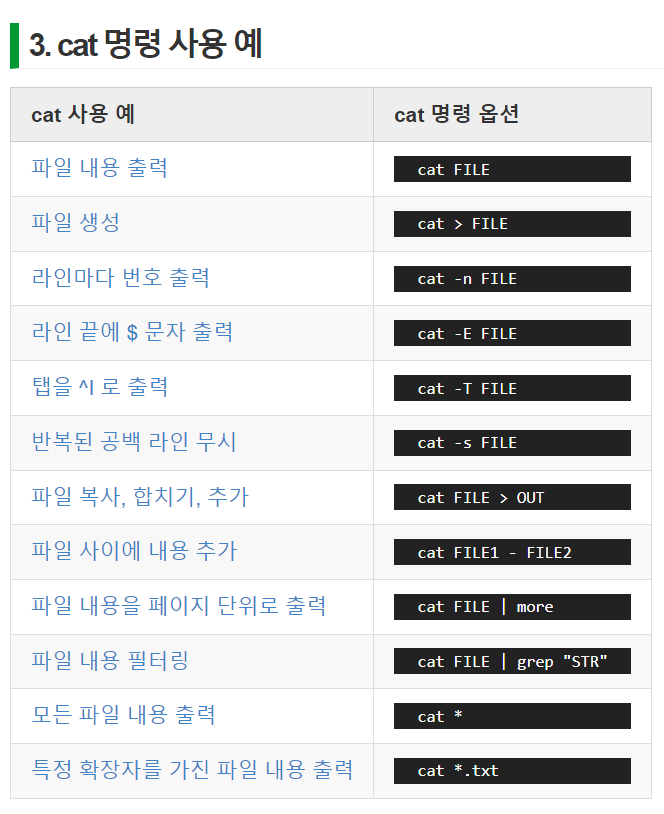 3. cat 명령 사용 예
cat 사용 예 cat 명령 옵션
파일 내용 출력 cat FILE
파일 생성 cat > FILE
라인마다 번호 출력 cat -n FILE
라인 끝에 $ 문자 출력 cat -E FILE
탭을 ^I 로 출력 cat -T FILE
반복된 공백 라인 무시 cat -s FILE
파일 복사, 합치기, 추가 cat FILE > OUT
파일 사이에 내용 추가 cat FILE1 - FILE2
파일 내용을 페이지 단위로 출력 cat FILE | more
파일 내용 필터링 cat FILE | grep "STR"
모든 파일 내용 출력 cat *
특정 확장자를 가진 파일 내용 출력 cat *.txt